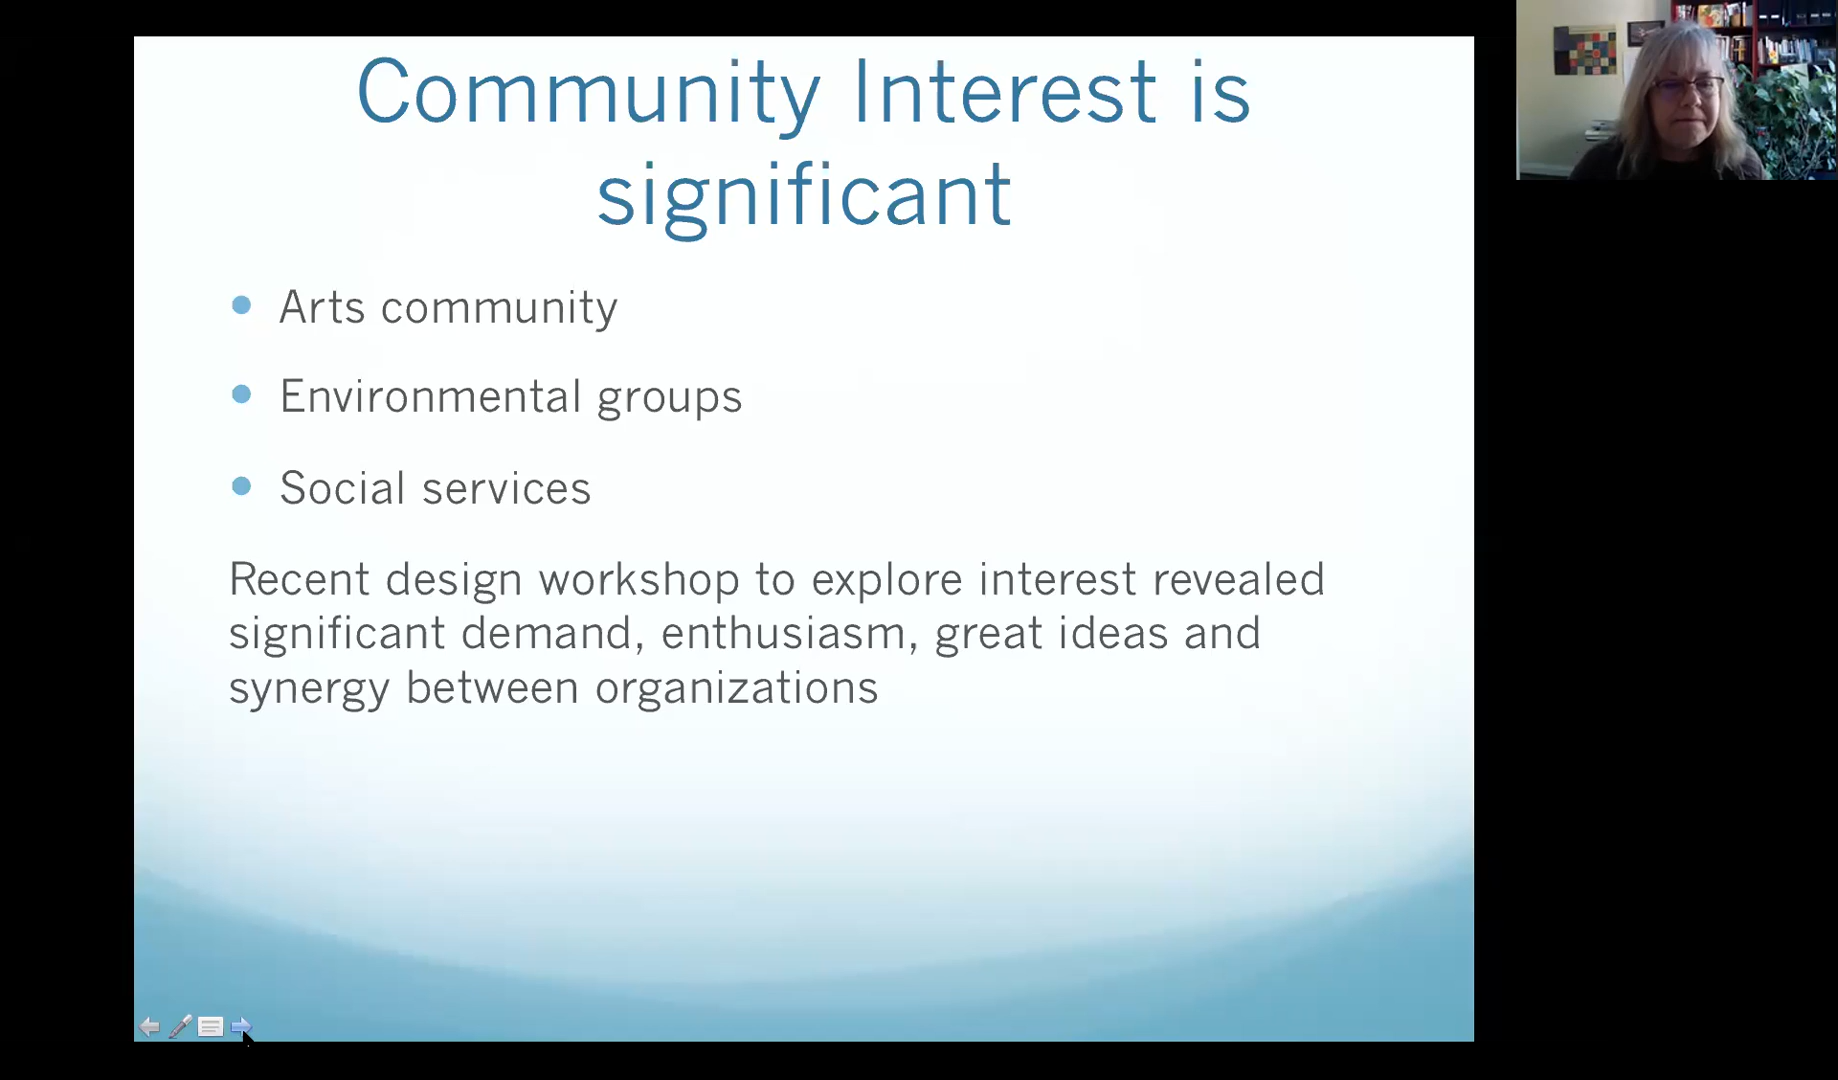 Community Interest is
significant
Arts community
Environmental groups
Social services
Recent design workshop to explore interest revealed
significant demand, enthusiasm, great ideas and
synergy between organizations